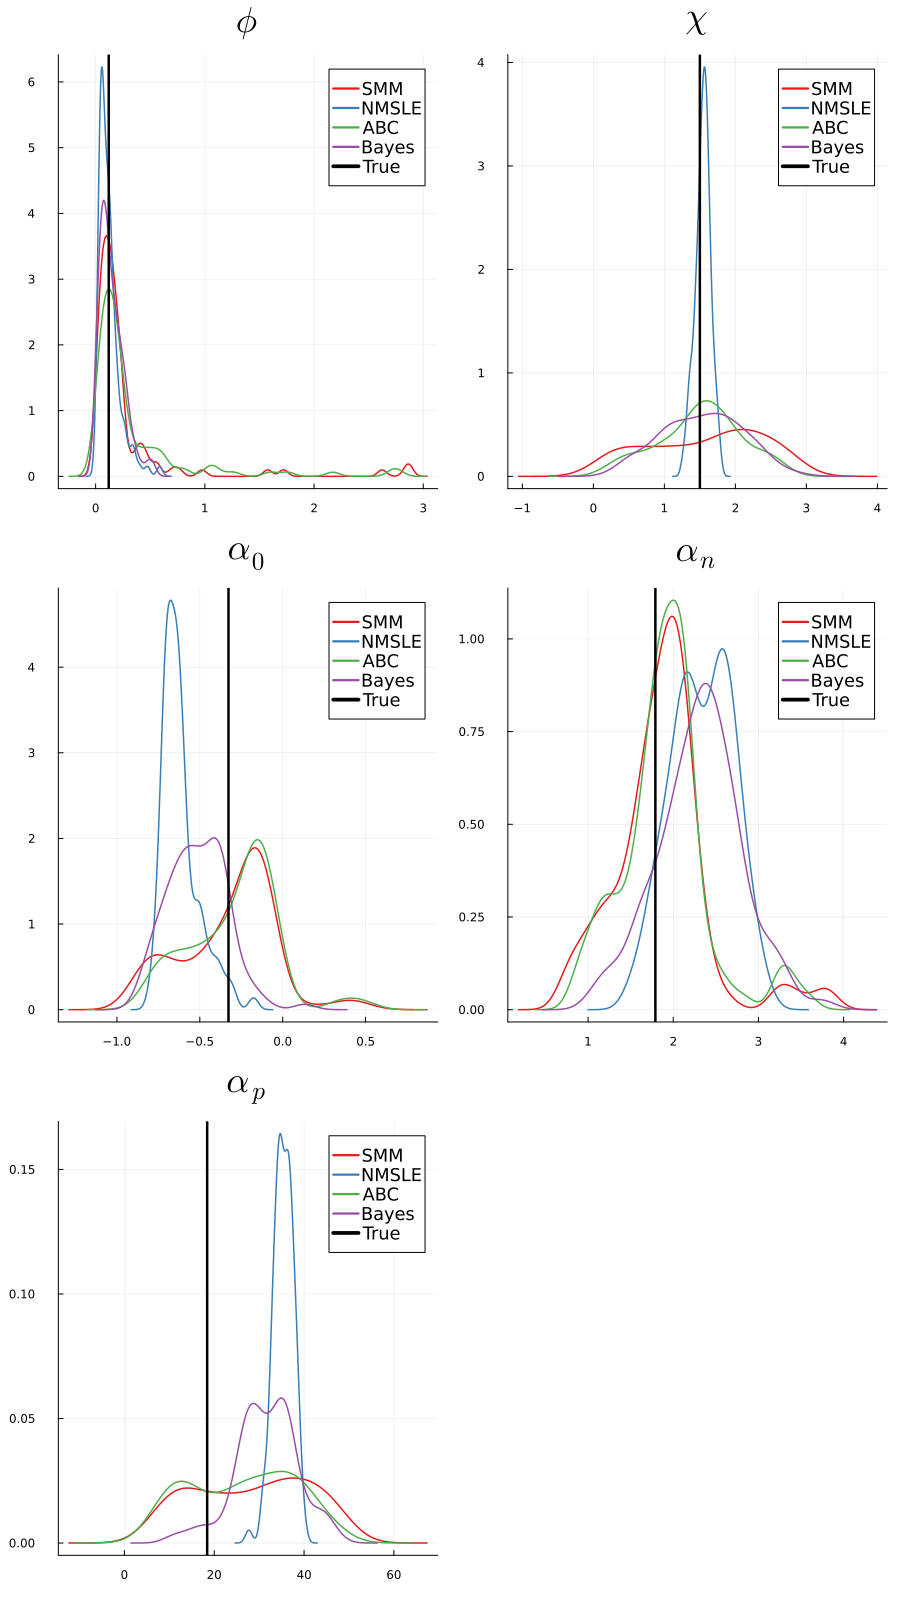 ϕ
6
5
4
3
2
1
0
0 1 2 3
SMM
NMSLE
ABC
Bayes
True
χ
4
3
2
1
0
−1 0 1 2 3 4
SMM
NMSLE
ABC
Bayes
True
α₀
4
3
2
1
0
−1.0 −0.5 0.0 0.5
SMM
NMSLE
ABC
Bayes
True
αₙ
1.00
0.75
0.50
0.25
0.00
1 2 3 4
SMM
NMSLE
ABC
Bayes
True
αₚ
0.15
0.10
0.05
0.00
0 20 40 60
SMM
NMSLE
ABC
Bayes
True